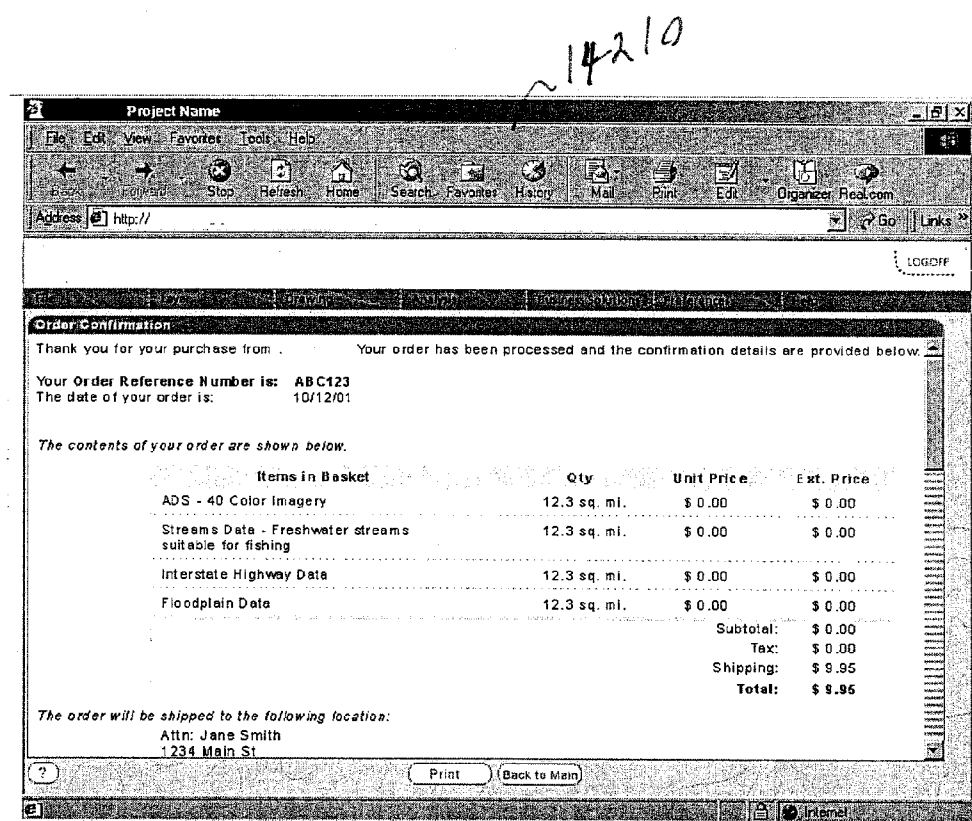 14210
Project Name
File Edit View Favorites Tools Help
Back Forward Stop Refresh Home Search Favorites History Mail Print Edit Organizer Real.com
Address http:// Go Links »
LOGOFF
Drawing Analysis Business Solutions Preferences
Order Confirmation
Thank you for your purchase from . Your order has been processed and the confirmation details are provided below.
Your Order Reference Number is: ABC123
The date of your order is: 10/12/01
The contents of your order are shown below.
Items in Basket Qty Unit Price Ext. Price
ADS - 40 Color Imagery 12.3 sq. mi. $ 0.00 $ 0.00
Streams Data - Freshwater streams
suitable for fishing 12.3 sq. mi. $ 0.00 $ 0.00
Interstate Highway Data 12.3 sq. mi. $ 0.00 $ 0.00
Floodplain Data 12.3 sq. mi. $ 0.00 $ 0.00
Subtotal: $ 0.00
Tax: $ 0.00
Shipping: $ 9.95
Total: $ 9.95
The order will be shipped to the following location:
Attn: Jane Smith
1234 Main St
? Print Back to Main
Internet